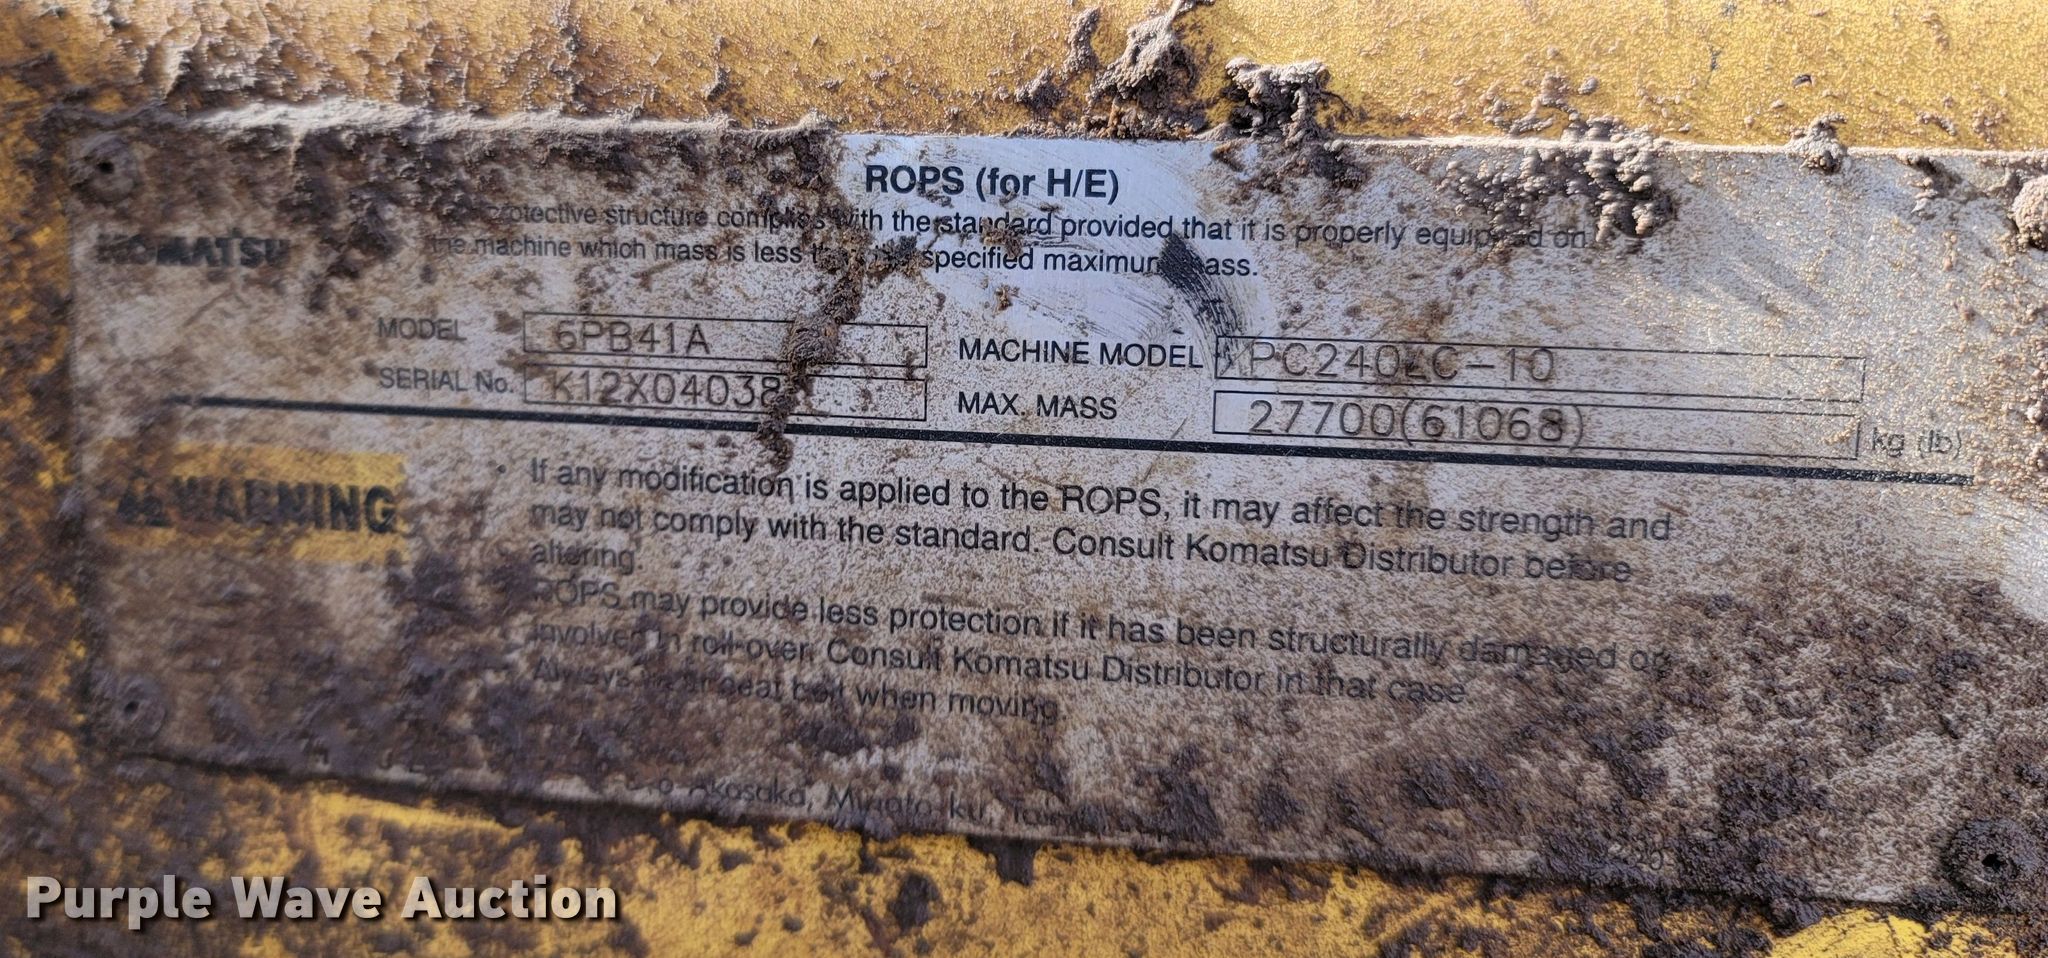 ROPS (for H/E)
protective structure complies with the standard provided that it is properly equipped on
the machine which mass is less the specified maximum mass.
KOMATSU
MODEL 6PB41A
MACHINE MODEL PC240LC-10
SERIAL No. K12X04038
MAX. MASS 27700(61068) kg (lb)
WARNING
• If any modification is applied to the ROPS, it may affect the strength and
may not comply with the standard. Consult Komatsu Distributor before
altering.
ROPS may provide less protection if it has been structurally damaged or
involved in roll-over. Consult Komatsu Distributor in that case
Always wear seat belt when moving.
Akasaka, Minato-ku,
Purple Wave Auction